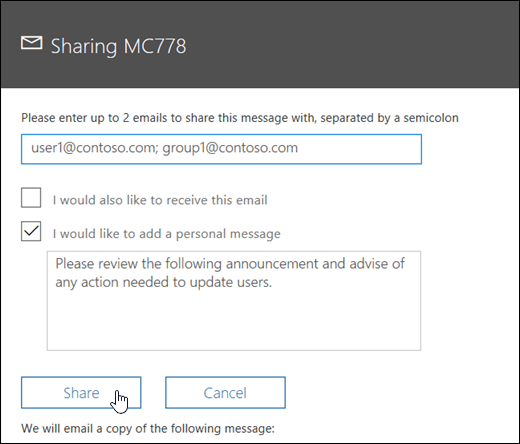 Sharing MC778
Please enter up to 2 emails to share this message with, separated by a semicolon
user1@contoso.com; group1@contoso.com
I would also like to receive this email
I would like to add a personal message
Please review the following announcement and advise of
any action needed to update users.
Share
Cancel
We will email a copy of the following message: